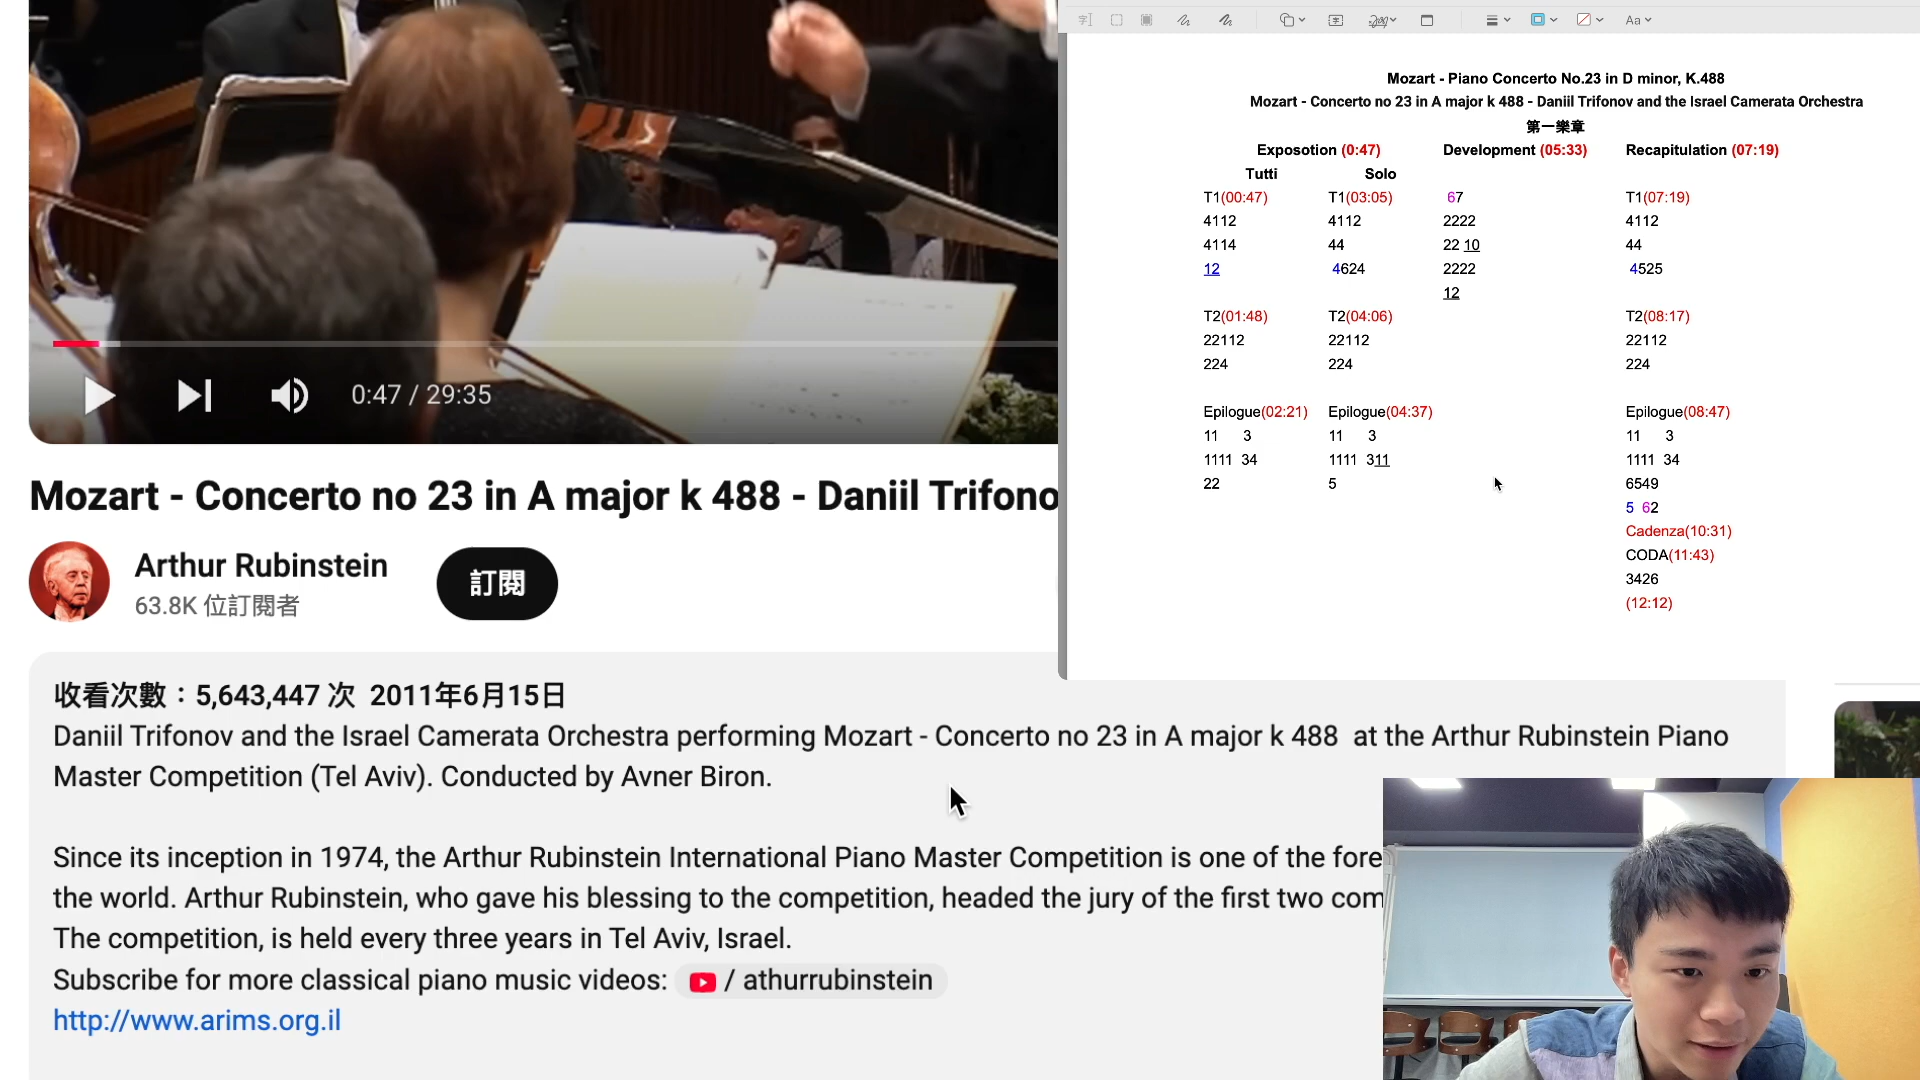 0:47 / 29:35
Mozart - Concerto no 23 in A major k 488 - Daniil Trifono
Arthur Rubinstein
63.8K 位訂閱者
訂閱
收看次數：5,643,447 次 2011年6月15日
Daniil Trifonov and the Israel Camerata Orchestra performing Mozart - Concerto no 23 in A major k 488 at the Arthur Rubinstein Piano
Master Competition (Tel Aviv). Conducted by Avner Biron.
Since its inception in 1974, the Arthur Rubinstein International Piano Master Competition is one of the fore
the world. Arthur Rubinstein, who gave his blessing to the competition, headed the jury of the first two com
The competition, is held every three years in Tel Aviv, Israel.
Subscribe for more classical piano music videos: / athurrubinstein
http://www.arims.org.il
Aa
Mozart - Piano Concerto No.23 in D minor, K.488
Mozart - Concerto no 23 in A major k 488 - Daniil Trifonov and the Israel Camerata Orchestra
第一樂章
Exposotion (0:47) Development (05:33) Recapitulation (07:19)
Tutti Solo
T1(00:47) T1(03:05) 67 T1(07:19)
4112 4112 2222 4112
4114 44 22 10 44
12 4624 2222 4525
12
T2(01:48) T2(04:06) T2(08:17)
22112 22112 22112
224 224 224
Epilogue(02:21) Epilogue(04:37) Epilogue(08:47)
11 3 11 3 11 3
1111 34 1111 311 1111 34
22 5 6549
5 62
Cadenza(10:31)
CODA(11:43)
3426
(12:12)